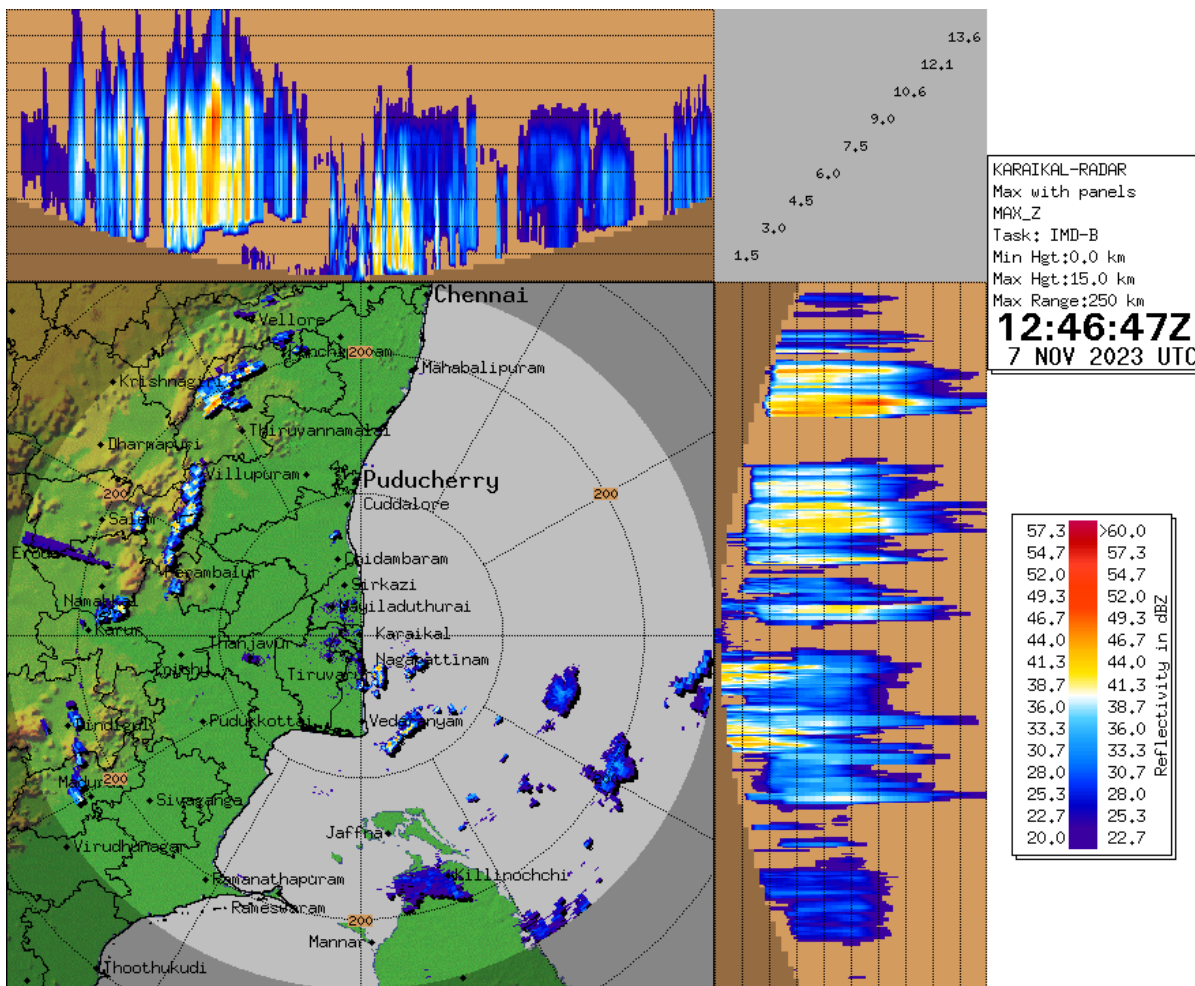 13.6
12.1
10.6
9.0
7.5
6.0
4.5
3.0
1.5
KARAIKAL-RADAR
Max with panels
MAX_Z
Task: IMD-B
Min Hgt:0.0 km
Max Hgt:15.0 km
Max Range:250 km
12:46:47Z
7 NOV 2023 UTC
Chennai
Vellore
200
Mahabalipuram
Krishnagiri
Thiruvannamalai
Dharmapuri
Villupuram
Puducherry
200
200
Cuddalore
Salem
Chidambaram
Perambalur
Sirkazi
Namakkal
Mayiladuthurai
Karur
Karaikal
Thanjavur
Nagapattinam
Tiruvarur
Pudukkottai
Vedaranyam
Dindigul
200
Sivaganga
Jaffna
Virudhunagar
Killinochchi
Ramanathapuram
Rameswaram
200
Mannar
Thoothukudi
57.3 >60.0
54.7 57.3
52.0 54.7
49.3 52.0
46.7 49.3
44.0 46.7
41.3 44.0
38.7 41.3
36.0 38.7
33.3 36.0
30.7 33.3
28.0 30.7
25.3 28.0
22.7 25.3
20.0 22.7
Reflectivity in dBZ